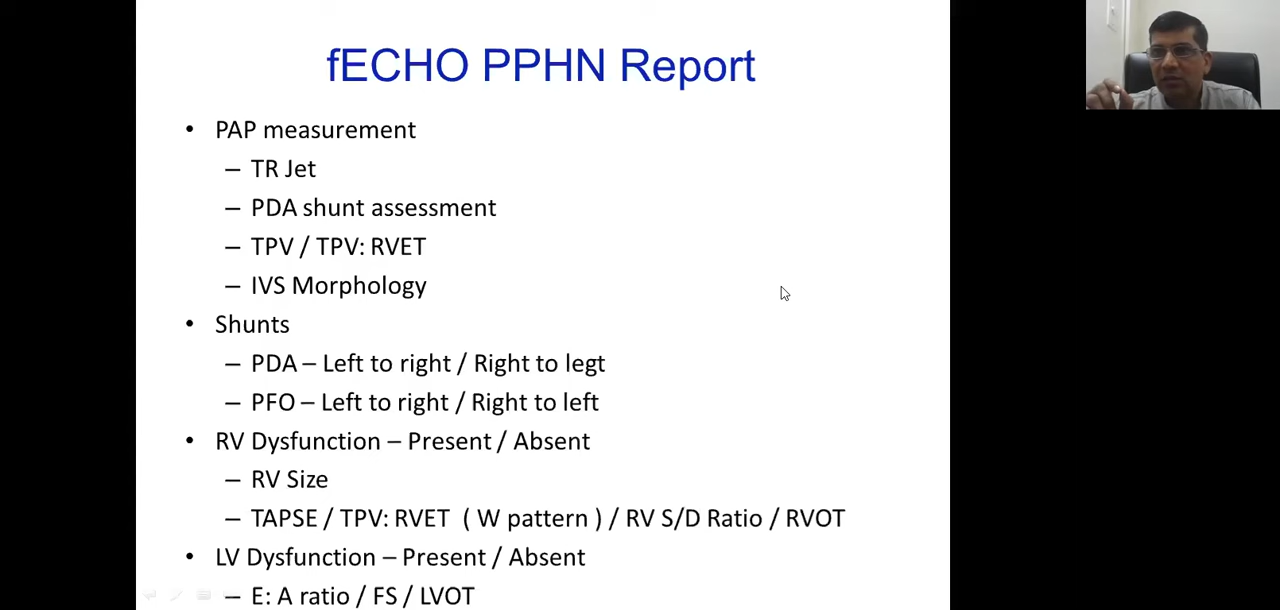 fECHO PPHN Report
• PAP measurement
– TR Jet
– PDA shunt assessment
– TPV / TPV: RVET
– IVS Morphology
• Shunts
– PDA – Left to right / Right to legt
– PFO – Left to right / Right to left
• RV Dysfunction – Present / Absent
– RV Size
– TAPSE / TPV: RVET ( W pattern ) / RV S/D Ratio / RVOT
• LV Dysfunction – Present / Absent
– E: A ratio / FS / LVOT